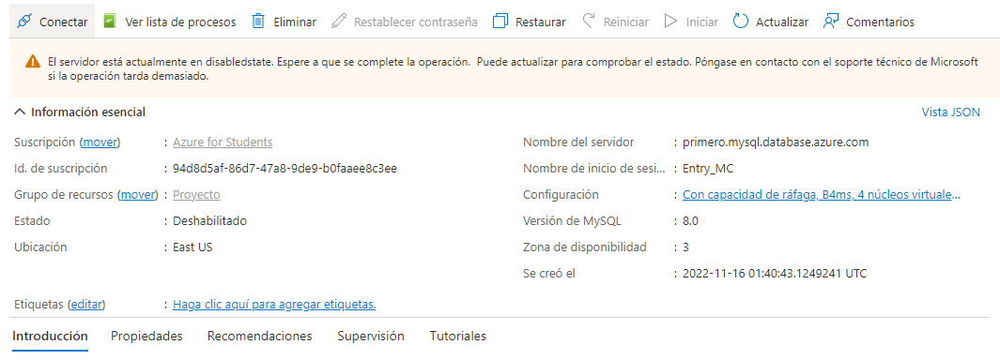 Conectar Ver lista de procesos Eliminar Restablecer contraseña Restaurar Reiniciar Iniciar Actualizar Comentarios
El servidor está actualmente en disabledstate. Espere a que se complete la operación. Puede actualizar para comprobar el estado. Póngase en contacto con el soporte técnico de Microsoft
si la operación tarda demasiado.
Información esencial Vista JSON
Suscripción (mover) : Azure for Students Nombre del servidor : primero.mysql.database.azure.com
Id. de suscripción : 94d8d5af-86d7-47a8-9de9-b0faaee8c3ee Nombre de inicio de sesi... : Entry_MC
Grupo de recursos (mover) : Proyecto Configuración : Con capacidad de ráfaga, B4ms, 4 núcleos virtuale...
Estado : Deshabilitado Versión de MySQL : 8.0
Ubicación : East US Zona de disponibilidad : 3
Se creó el : 2022-11-16 01:40:43.1249241 UTC
Etiquetas (editar) : Haga clic aquí para agregar etiquetas.
Introducción Propiedades Recomendaciones Supervisión Tutoriales